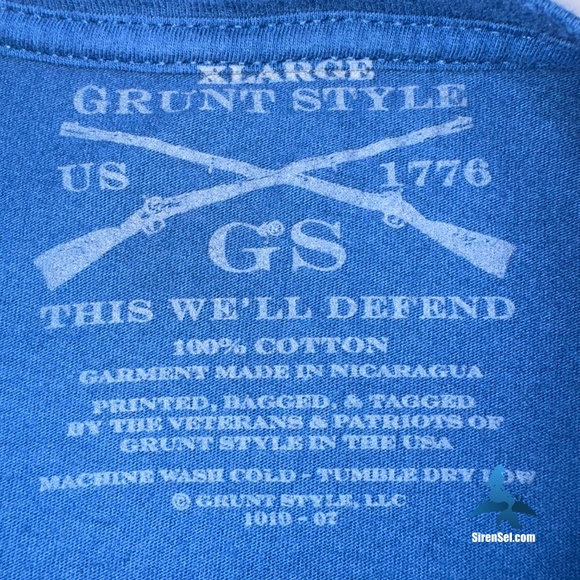 XLARGE
GRUNT STYLE
US 1776
GS®
THIS WE'LL DEFEND
100% COTTON
GARMENT MADE IN NICARAGUA
PRINTED, BAGGED, & TAGGED
BY THE VETERANS & PATRIOTS OF
GRUNT STYLE IN THE USA
MACHINE WASH COLD - TUMBLE DRY LOW
© GRUNT STYLE, LLC
1010 - 07
SirenSel.com